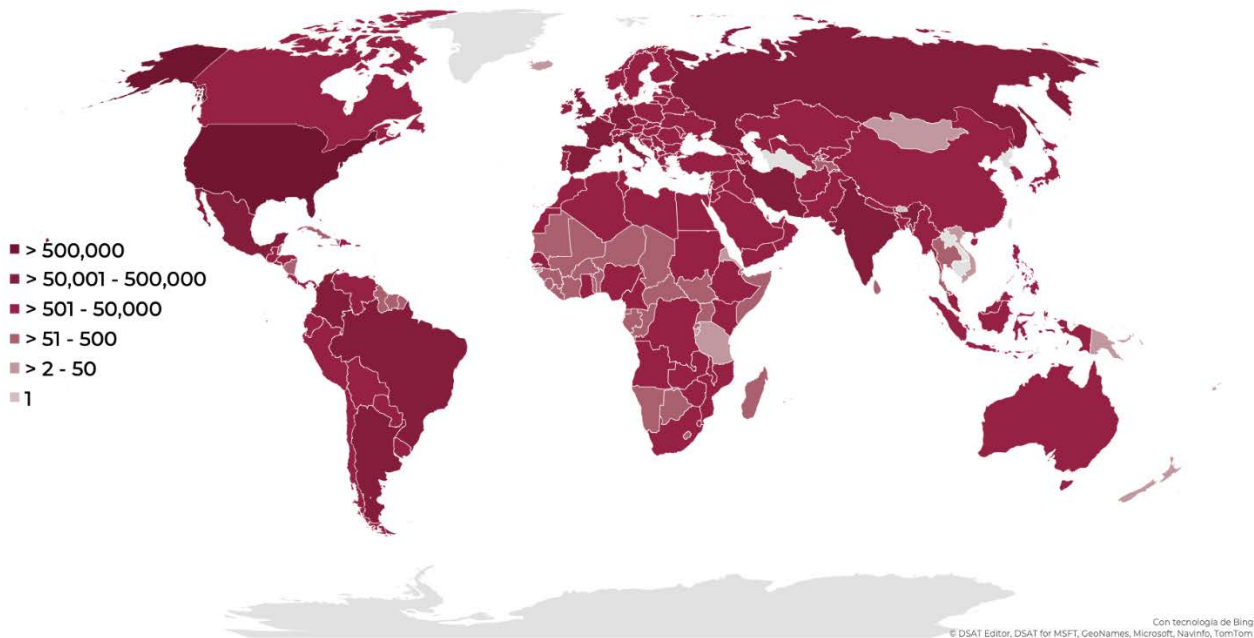 > 500,000
> 50,001 - 500,000
> 501 - 50,000
> 51 - 500
> 2 - 50
1
Con tecnología de Bing
© DSAT Editor, DSAT for MSFT, GeoNames, Microsoft, Navinfo, TomTom